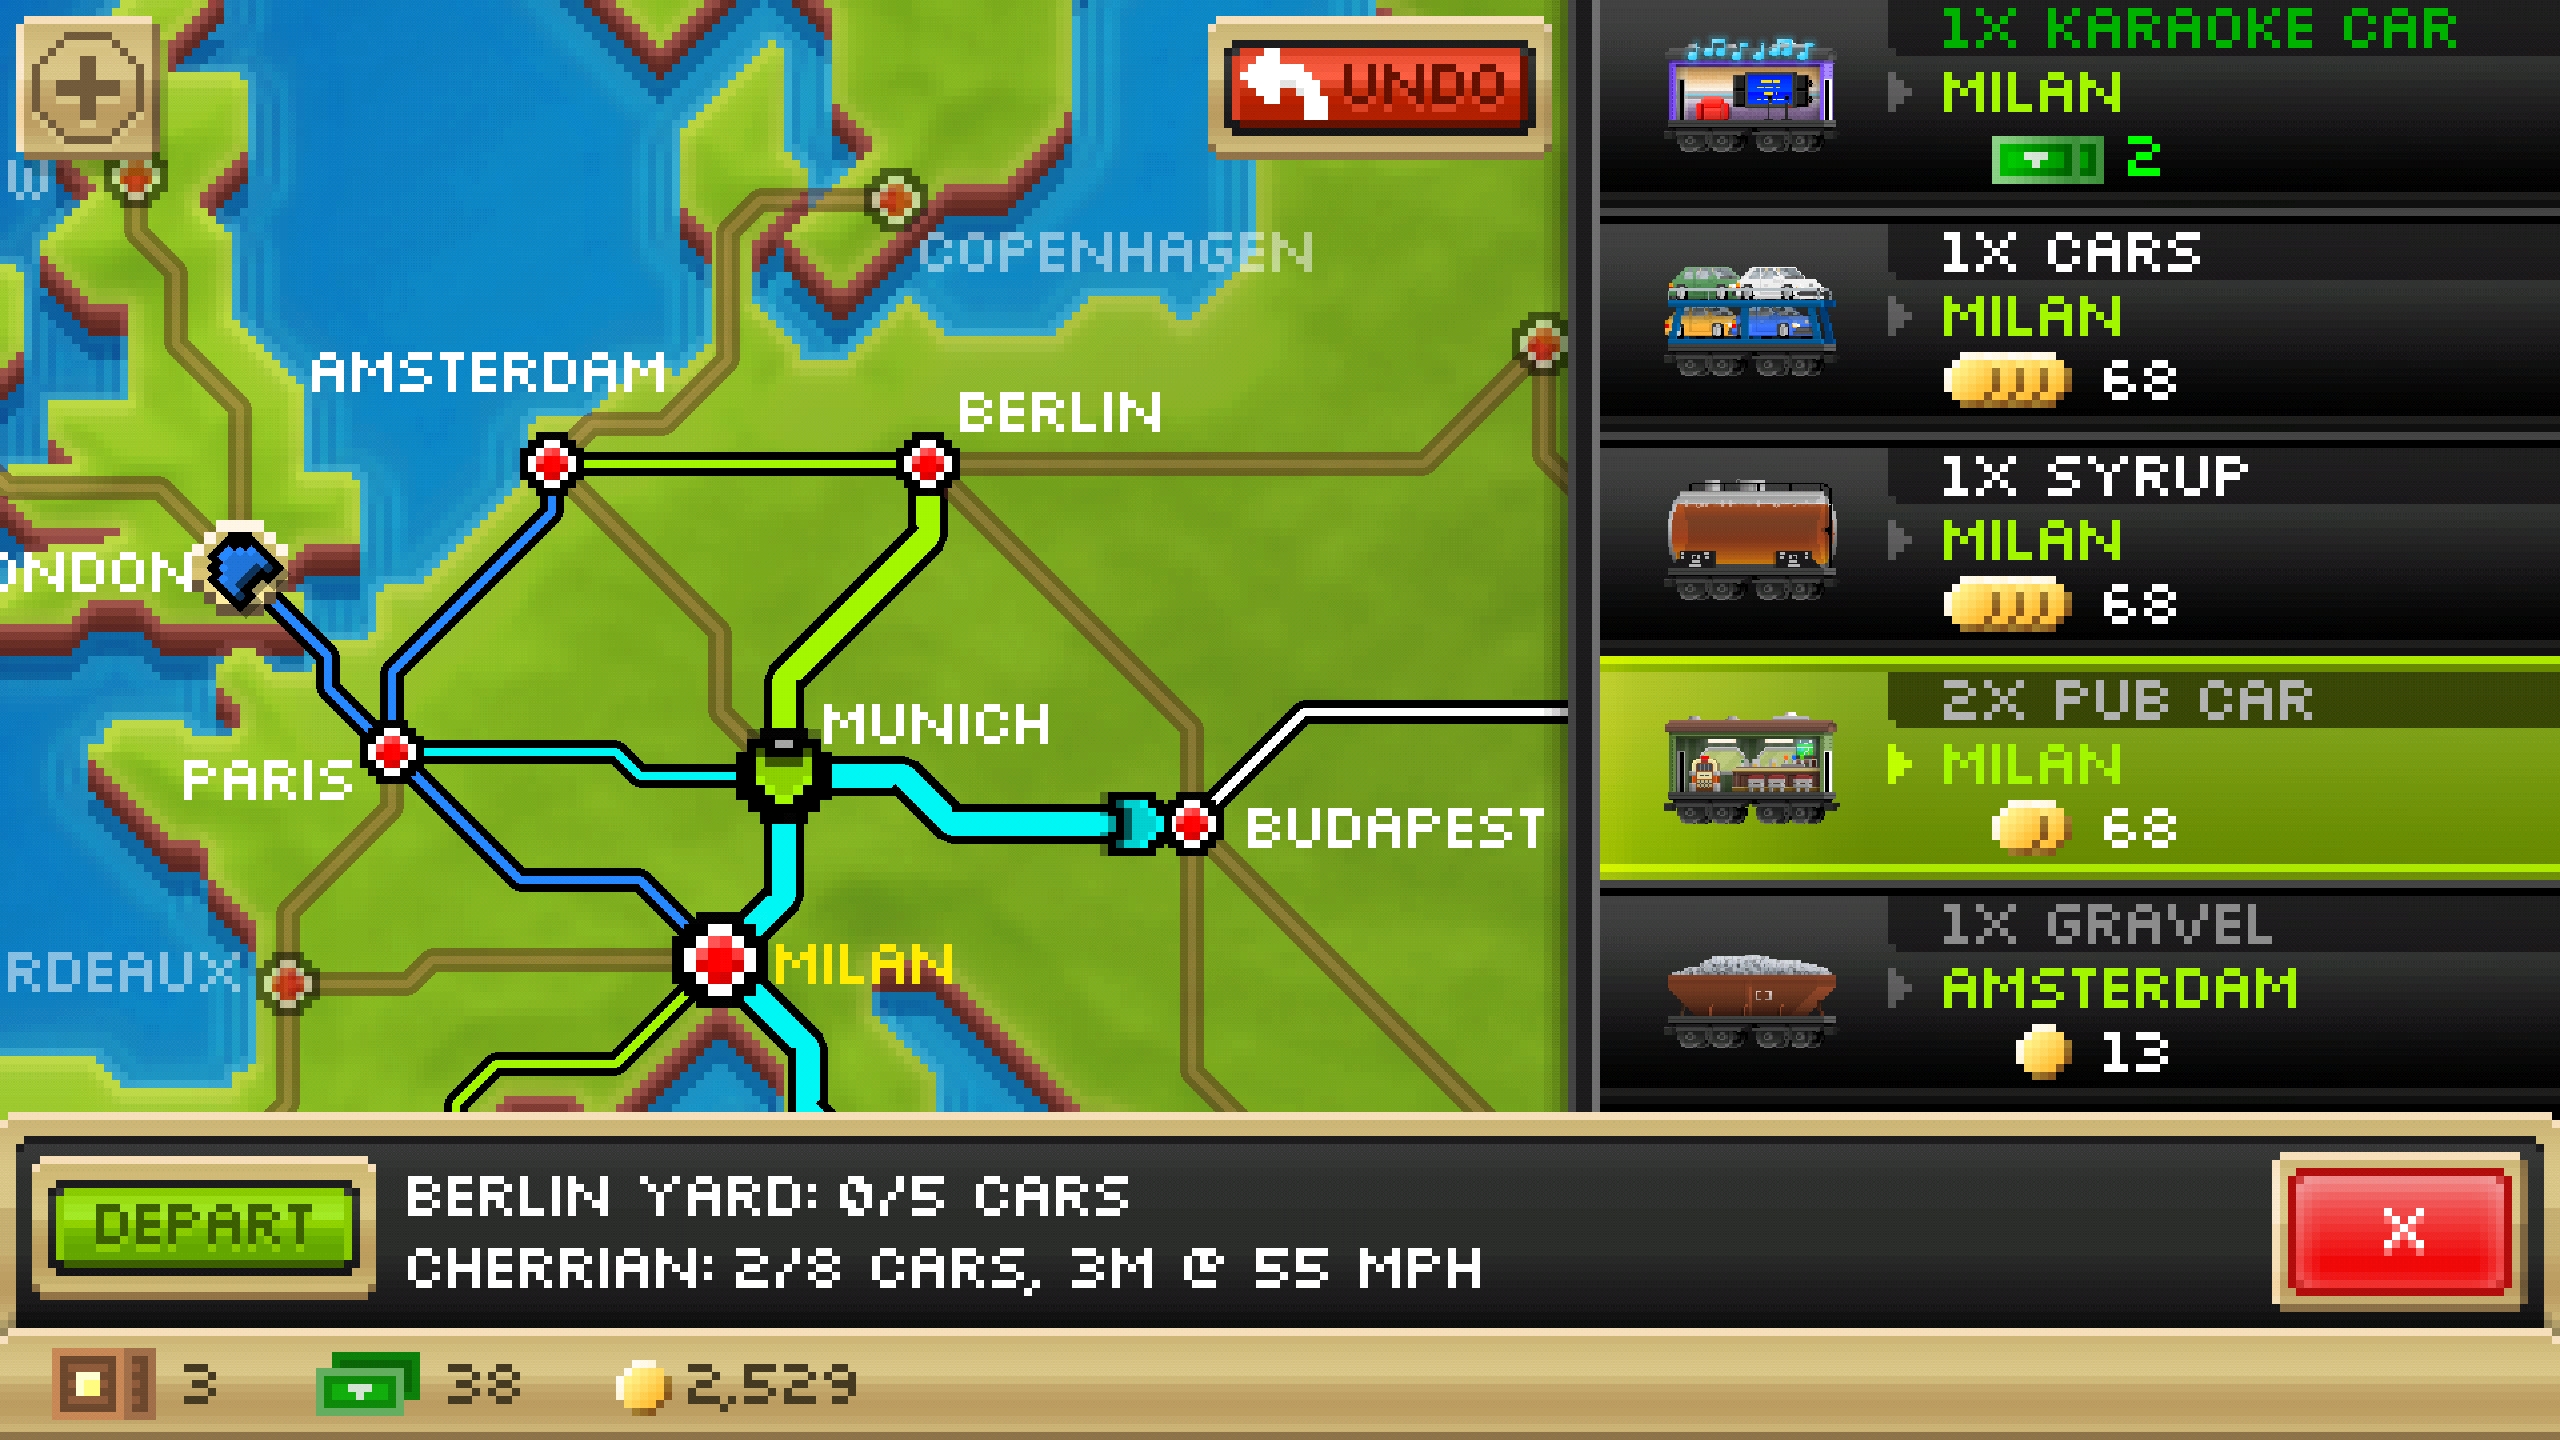 UNDO
W
COPENHAGEN
AMSTERDAM
BERLIN
ONDON
MUNICH
PARIS
BUDAPEST
MILAN
RDEAUX
1X KARAOKE CAR
MILAN
2
1X CARS
MILAN
68
1X SYRUP
MILAN
68
2X PUB CAR
MILAN
68
1X GRAVEL
AMSTERDAM
13
DEPART
BERLIN YARD: 0/5 CARS
CHERRIAN: 2/8 CARS, 3M @ 55 MPH
X
3
38
2,529